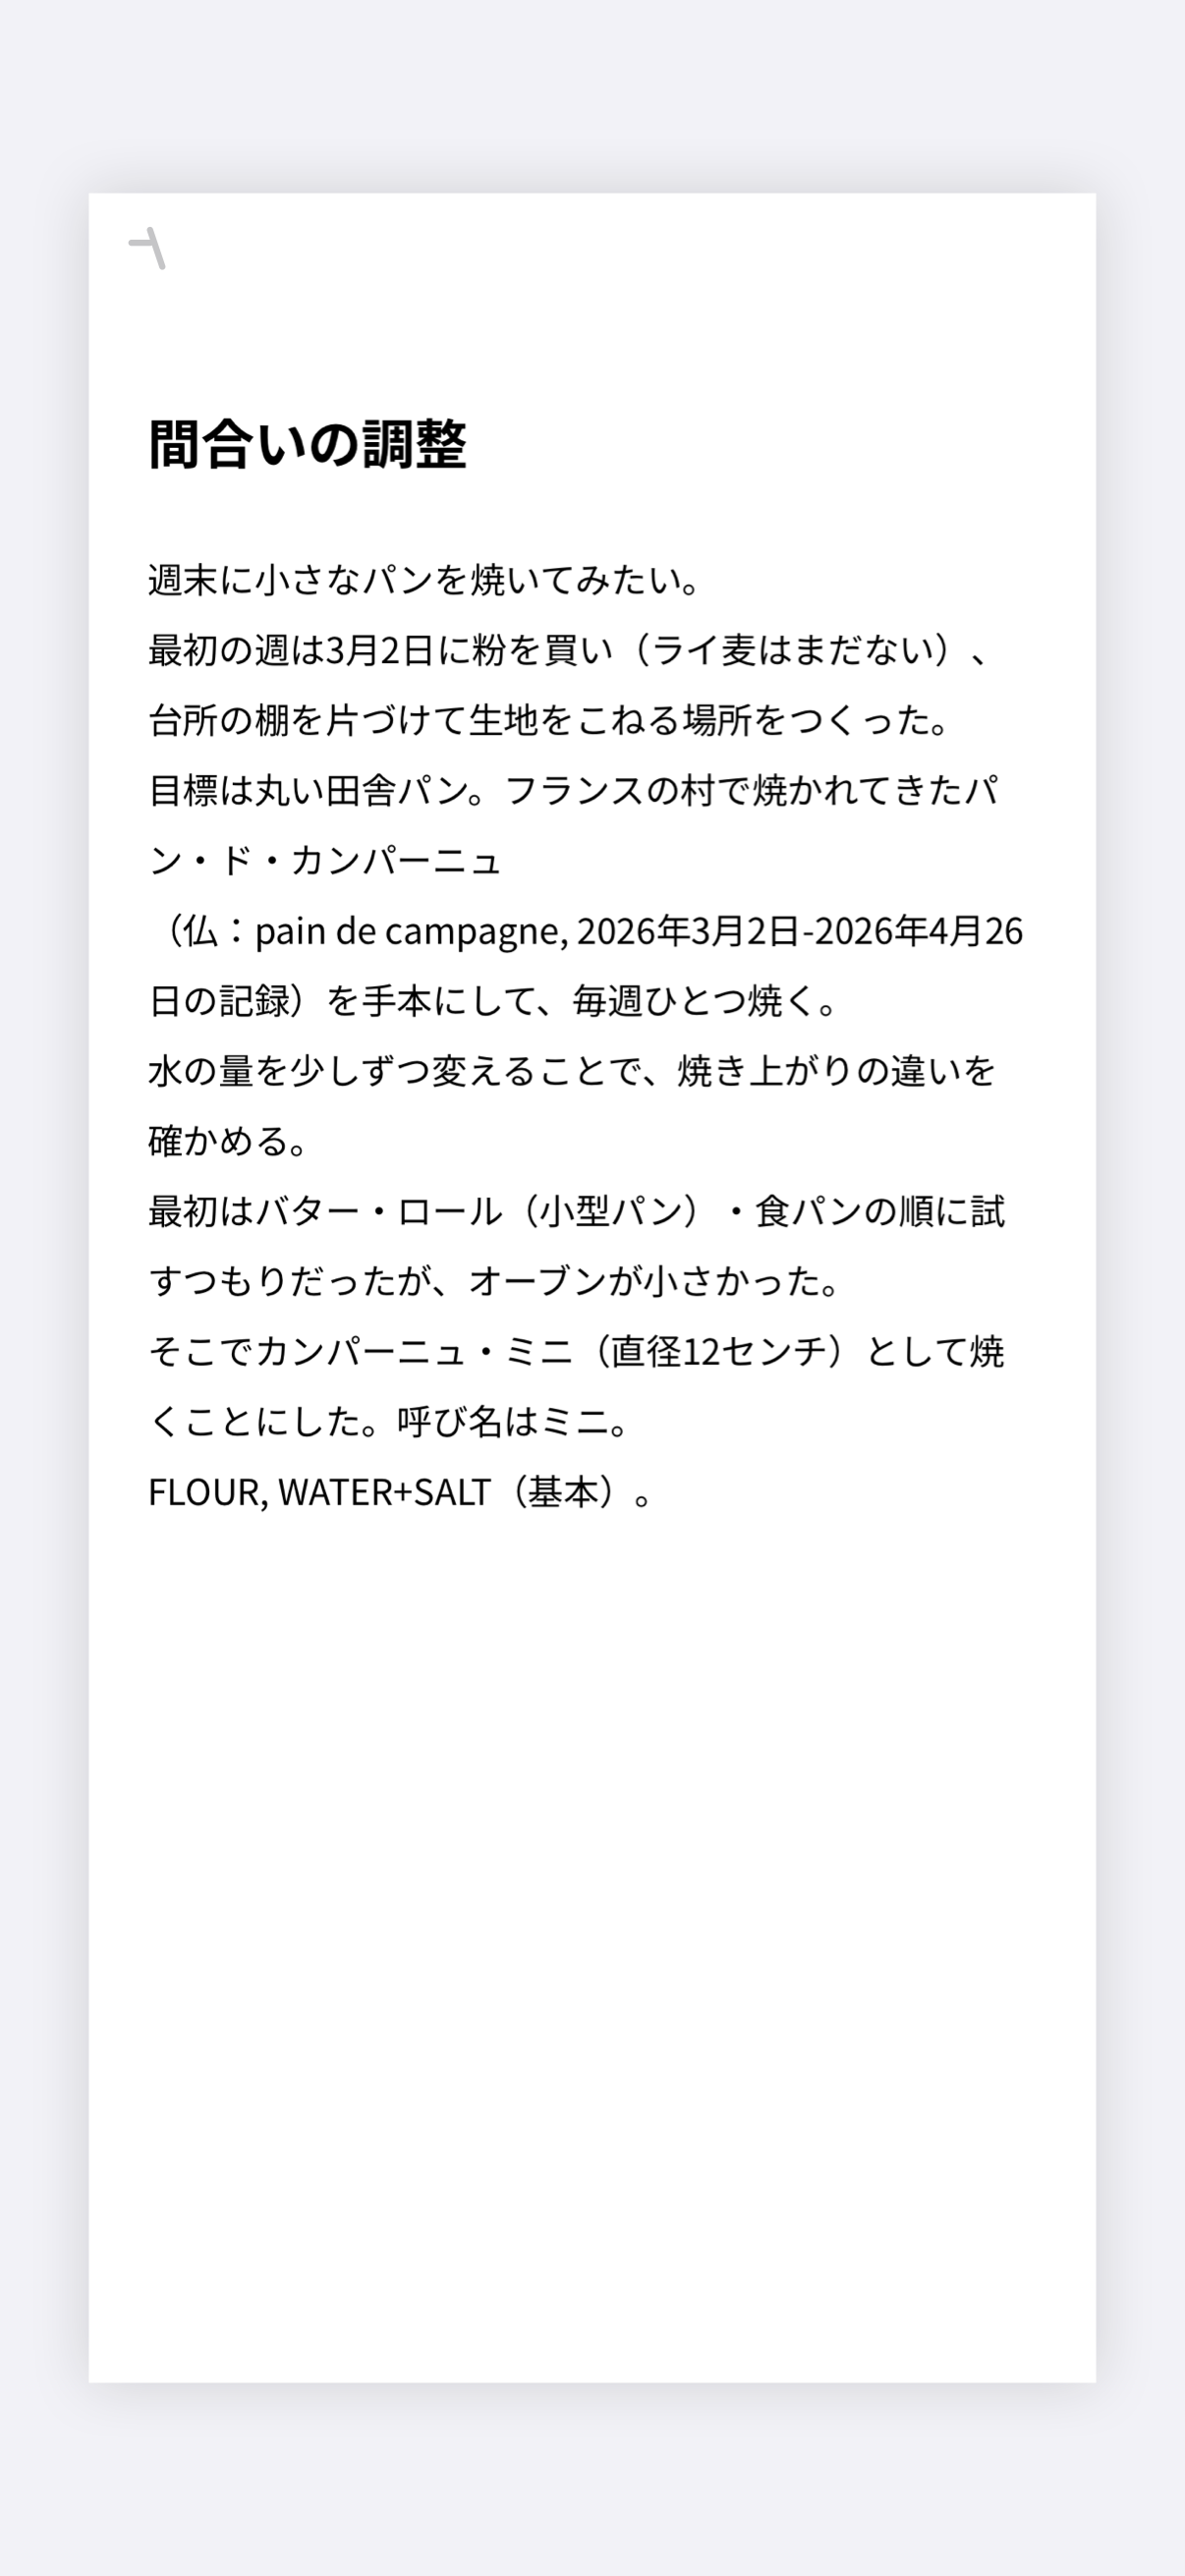 間合いの調整
週末に小さなパンを焼いてみたい。
最初の週は3月2日に粉を買い（ライ麦はまだない）、
台所の棚を片づけて生地をこねる場所をつくった。
目標は丸い田舎パン。フランスの村で焼かれてきたパ
ン・ド・カンパーニュ
（仏：pain de campagne, 2026年3月2日-2026年4月26
日の記録）を手本にして、毎週ひとつ焼く。
水の量を少しずつ変えることで、焼き上がりの違いを
確かめる。
最初はバター・ロール（小型パン）・食パンの順に試
すつもりだったが、オーブンが小さかった。
そこでカンパーニュ・ミニ（直径12センチ）として焼
くことにした。呼び名はミニ。
FLOUR, WATER+SALT（基本）。